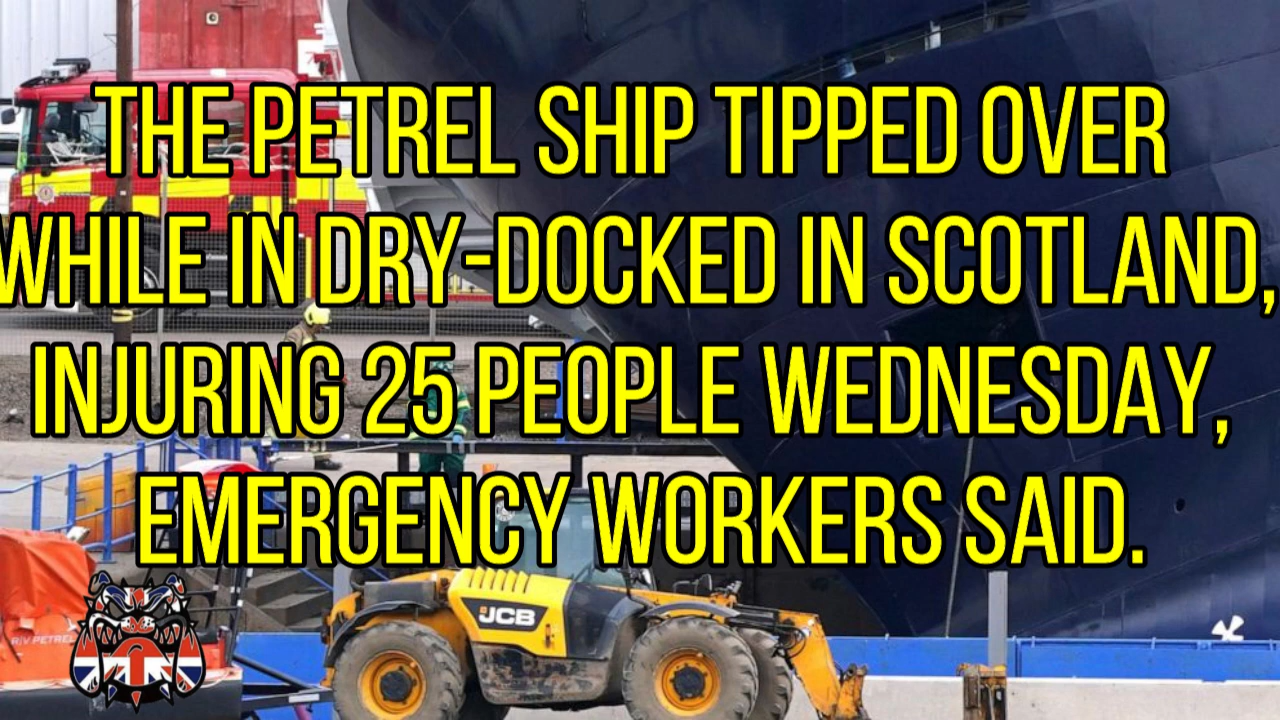 THE PETREL SHIP TIPPED OVER
WHILE IN DRY-DOCKED IN SCOTLAND,
INJURING 25 PEOPLE WEDNESDAY,
EMERGENCY WORKERS SAID.
JCB
R/V PETREL